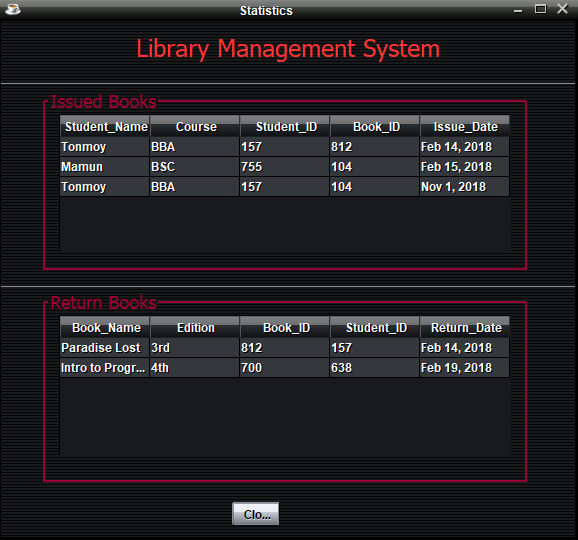 Statistics
Library Management System
Issued Books
Student_Name Course Student_ID Book_ID Issue_Date
Tonmoy BBA 157 812 Feb 14, 2018
Mamun BSC 755 104 Feb 15, 2018
Tonmoy BBA 157 104 Nov 1, 2018
Return Books
Book_Name Edition Book_ID Student_ID Return_Date
Paradise Lost 3rd 812 157 Feb 14, 2018
Intro to Progr... 4th 700 638 Feb 19, 2018
Clo...